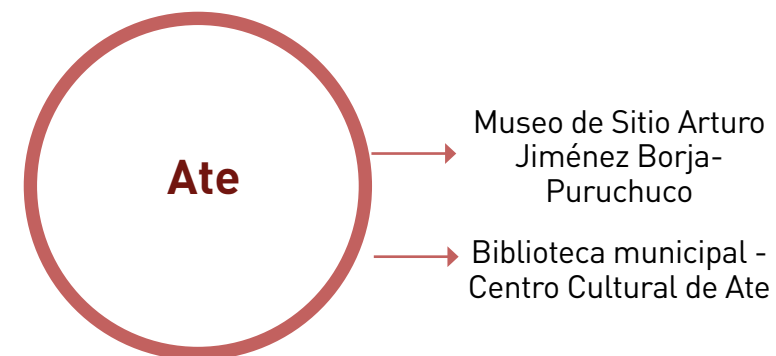 Ate
Museo de Sitio Arturo
Jiménez Borja-
Puruchuco
Biblioteca municipal -
Centro Cultural de Ate